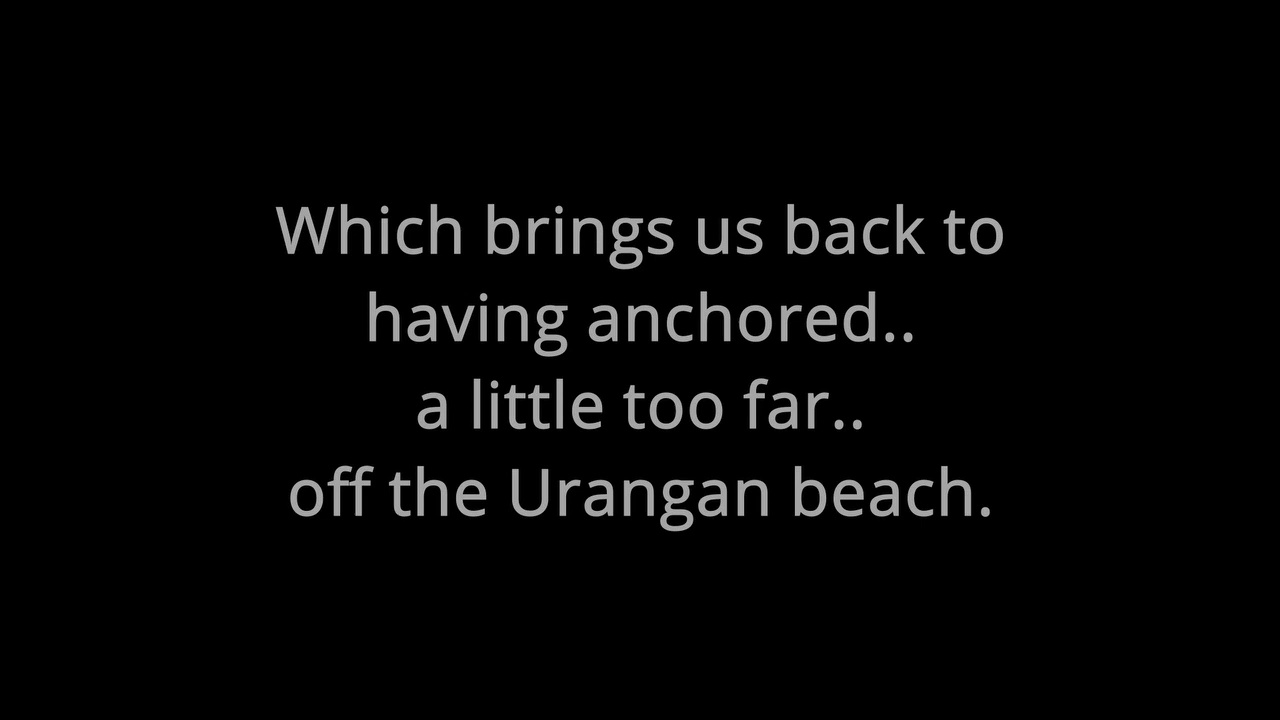 Which brings us back to
having anchored..
a little too far..
off the Urangan beach.